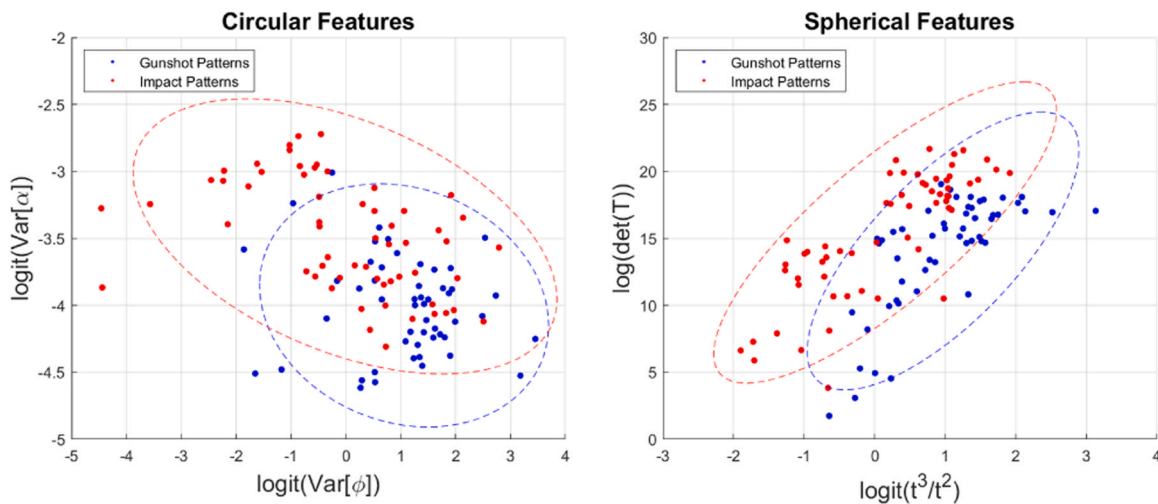 Circular Features
-2
-2.5
-3
-3.5
-4
-4.5
-5
logit(Var[α])
Gunshot Patterns
Impact Patterns
-5 -4 -3 -2 -1 0 1 2 3 4
logit(Var[ϕ])
Spherical Features
30
25
20
15
10
5
0
log(det(T))
Gunshot Patterns
Impact Patterns
-3 -2 -1 0 1 2 3 4
logit(t³/t²)